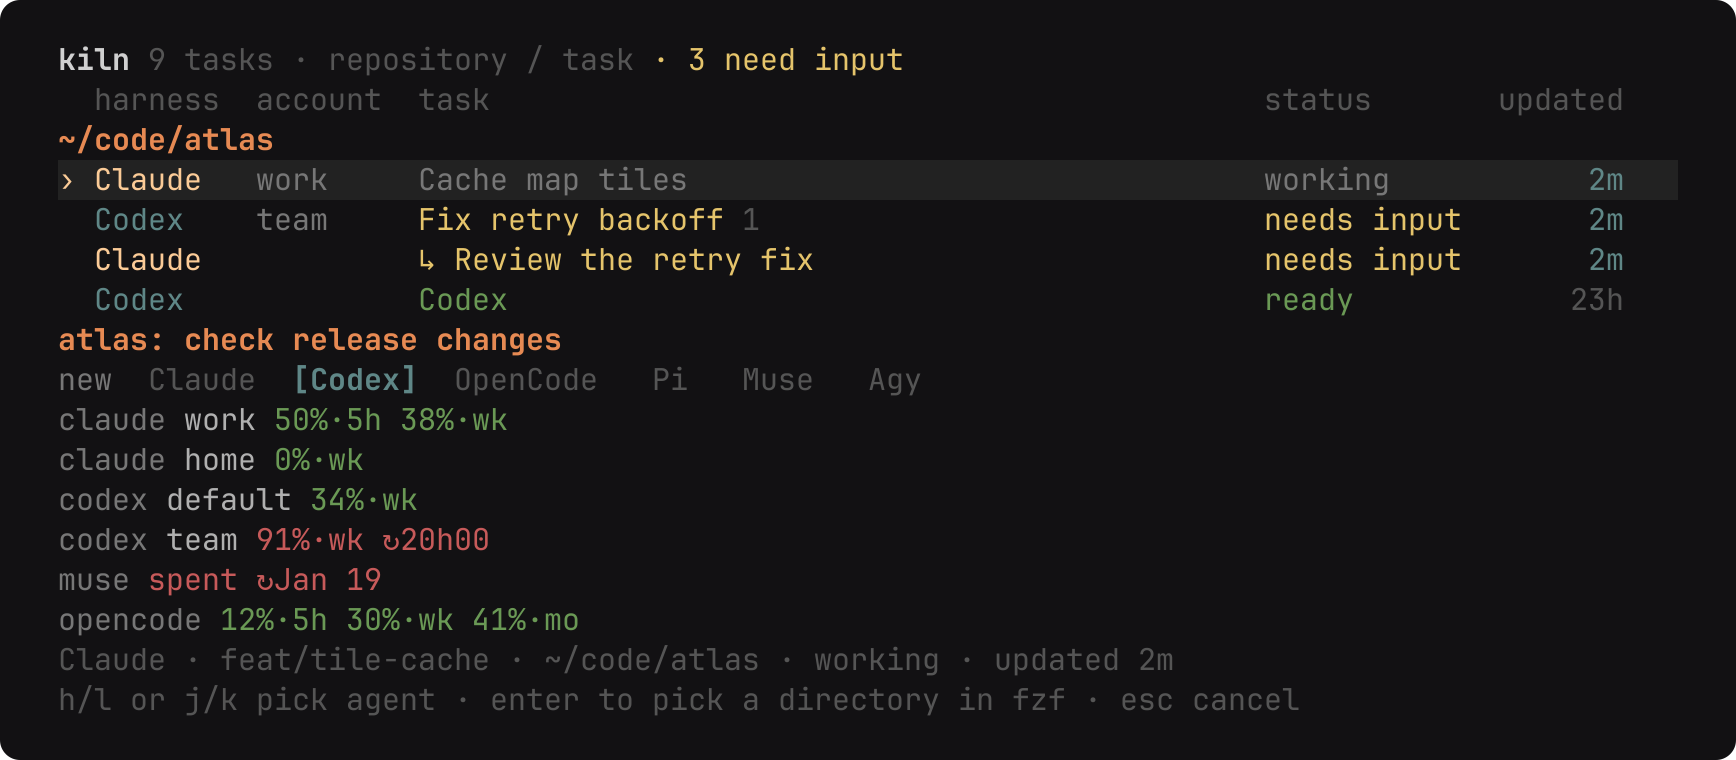 kiln 9 tasks · repository / task · 3 need input
harness account task status updated
~/code/atlas
› Claude work Cache map tiles working 2m
Codex team Fix retry backoff 1 needs input 2m
Claude ↳ Review the retry fix needs input 2m
Codex Codex ready 23h
atlas: check release changes
new Claude [Codex] OpenCode Pi Muse Agy
claude work 50%·5h 38%·wk
claude home 0%·wk
codex default 34%·wk
codex team 91%·wk ↻20h00
muse spent ↻Jan 19
opencode 12%·5h 30%·wk 41%·mo
Claude · feat/tile-cache · ~/code/atlas · working · updated 2m
h/l or j/k pick agent · enter to pick a directory in fzf · esc cancel